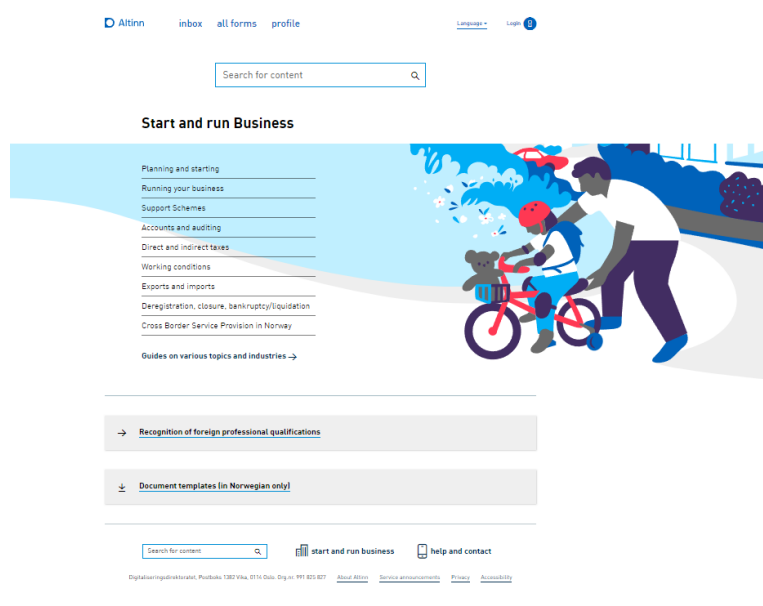 Altinn inbox all forms profile Language Login
Search for content
Start and run Business
Planning and starting
Running your business
Support Schemes
Accounts and auditing
Direct and indirect taxes
Working conditions
Exports and imports
Deregistration, closure, bankruptcy/liquidation
Cross Border Service Provision in Norway
Guides on various topics and industries →
Recognition of foreign professional qualifications
Document templates (in Norwegian only)
Search for content start and run business help and contact
Digitaliseringsdirektoratet, Postboks 1382 Vika, 0114 Oslo. Org.nr. 991 825 827 About Altinn Service announcements Privacy Accessibility